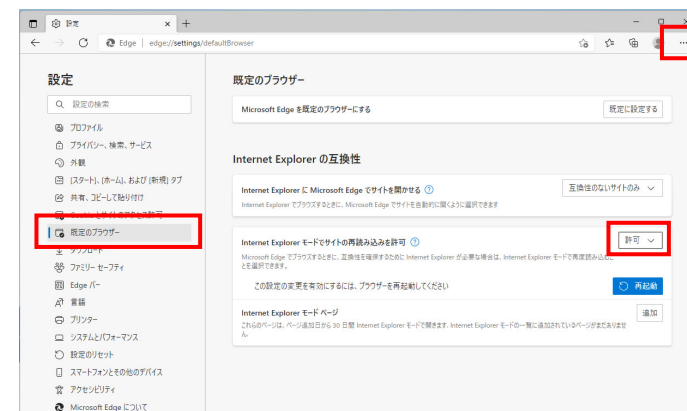 設定
Edge | edge://settings/defaultBrowser
設定
設定の検索
プロファイル
プライバシー、検索、サービス
外観
[スタート]、[ホーム]、および [新規] タブ
共有、コピーして貼り付け
Cookie とサイトのアクセス許可
既定のブラウザー
ダウンロード
ファミリー セーフティ
Edge バー
言語
プリンター
システムとパフォーマンス
設定のリセット
スマートフォンとその他のデバイス
アクセシビリティ
Microsoft Edge について
既定のブラウザー
Microsoft Edge を既定のブラウザーにする
既定に設定する
Internet Explorer の互換性
Internet Explorer に Microsoft Edge でサイトを開かせる
互換性のないサイトのみ
Internet Explorer でブラウズするときに、Microsoft Edge でサイトを自動的に開くように選択できます
Internet Explorer モードでサイトの再読み込みを許可
許可
Microsoft Edge でブラウズするときに、互換性を確保するために Internet Explorer が必要な場合は、Internet Explorer モードで再度読み込むこ
とを選択できます。
この設定の変更を有効にするには、ブラウザーを再起動してください
再起動
Internet Explorer モード ページ
追加
これらのページは、ページ追加日から 30 日間 Internet Explorer モードで開きます. Internet Explorer モードの一覧に追加されているページがまだありませ
ん。